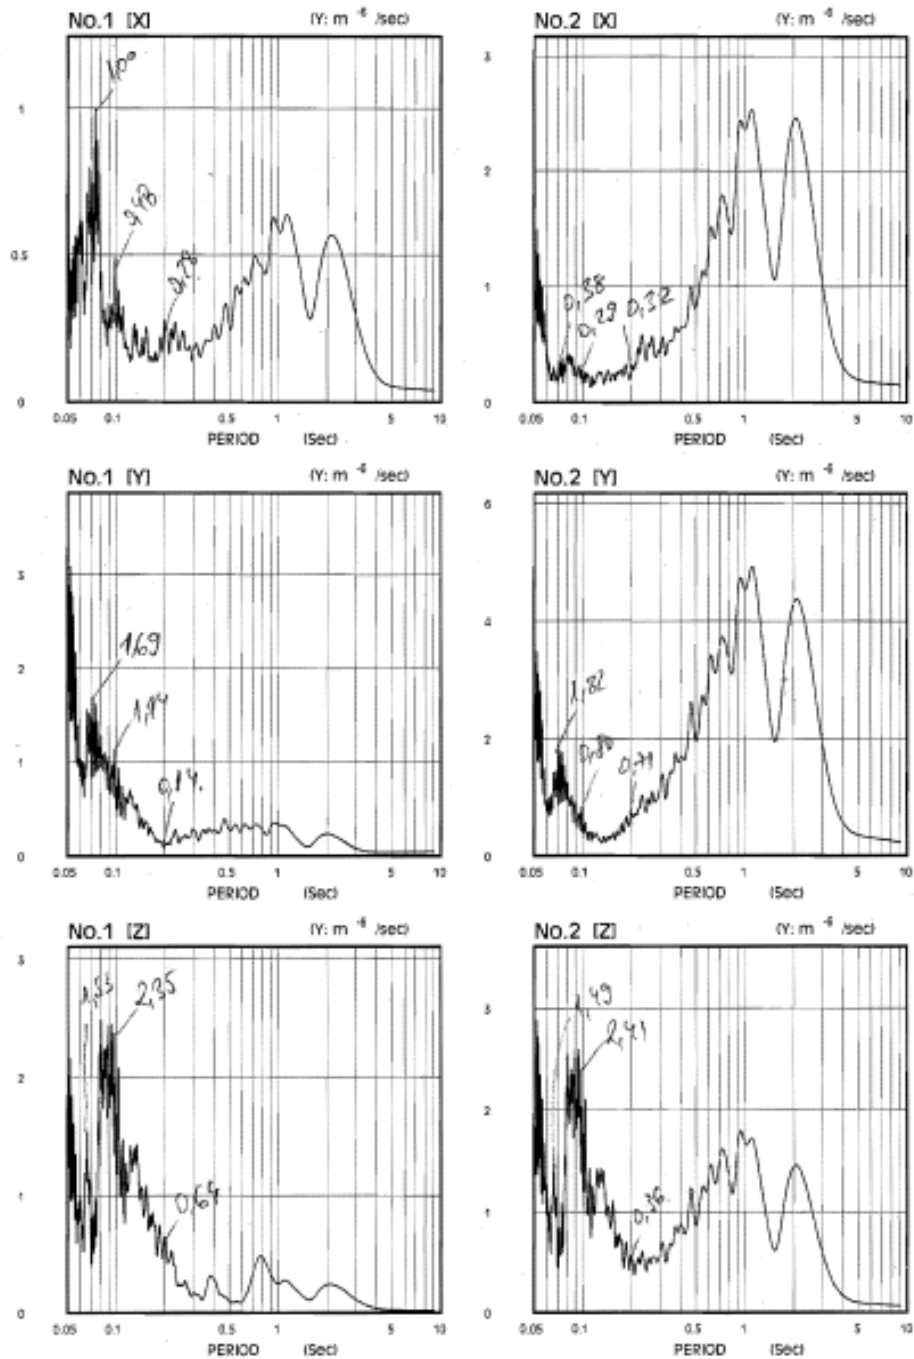 No.1 [X] (Y: m -6 /sec)
1,00
1
0,48
0.5
0,28
0
0.05 0.1 0.5 1 5 10
PERIOD (Sec)
No.2 [X] (Y: m -6 /sec)
3
2
1
0,38
0,29
0,32
0
0.05 0.1 0.5 1 5 10
PERIOD (Sec)
No.1 [Y] (Y: m -6 /sec)
3
2
1,69
1,14
1
0,14
0
0.05 0.1 0.5 1 5 10
PERIOD (Sec)
No.2 [Y] (Y: m -6 /sec)
6
4
1,82
2
0,80
0,71
0
0.05 0.1 0.5 1 5 10
PERIOD (Sec)
No.1 [Z] (Y: m -6 /sec)
3
1,53
2,35
2
1
0,64
0
0.05 0.1 0.5 1 5 10
PERIOD (Sec)
No.2 [Z] (Y: m -6 /sec)
3
1,49
2,41
2
1
0,36
0
0.05 0.1 0.5 1 5 10
PERIOD (Sec)